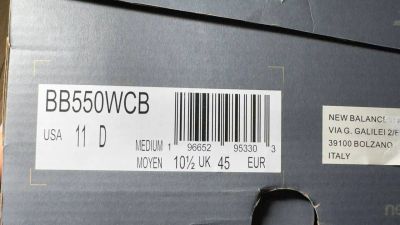 BB550WCB
USA 11 D
MEDIUM 1 96652 95330 3
MOYEN 10½ UK 45 EUR
NEW BALANCE
VIA G. GALILEI 2/F
39100 BOLZANO
ITALY